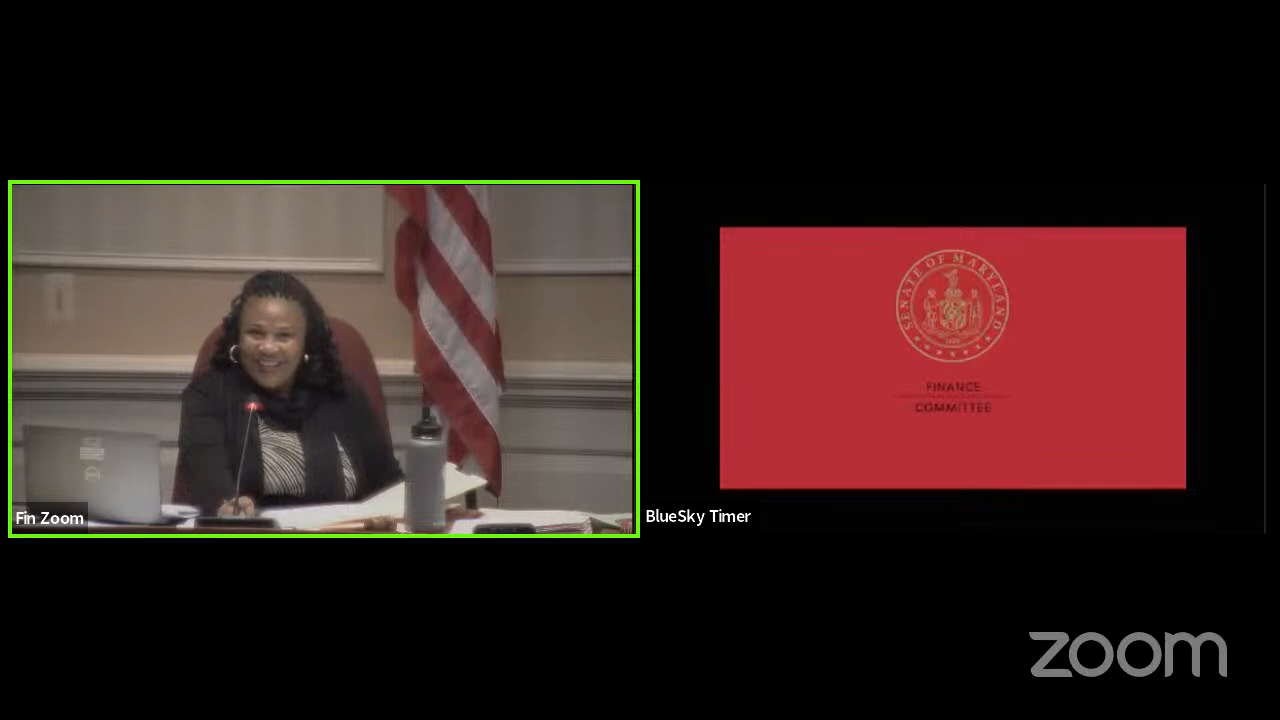 SENATE OF MARYLAND
FINANCE
COMMITTEE
Fin Zoom
BlueSky Timer
zoom